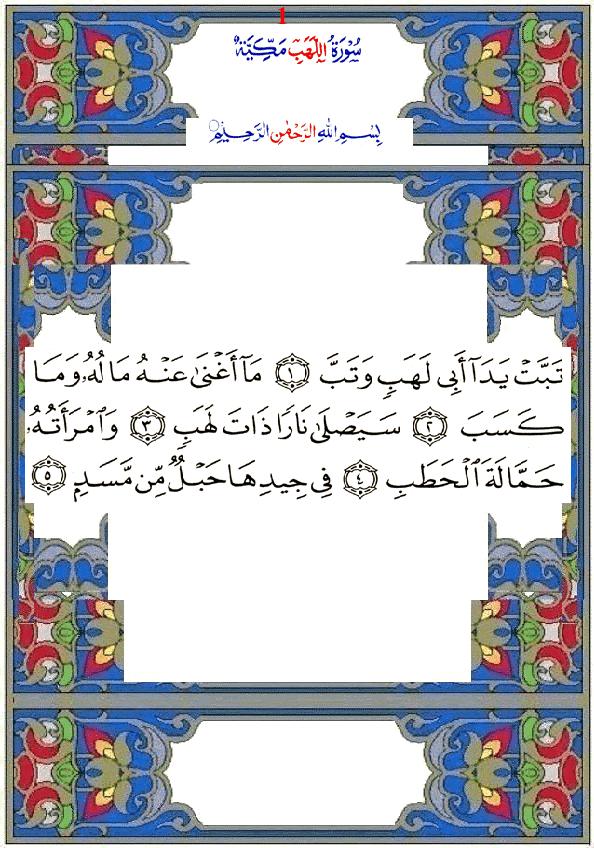 1
سُورَةُ اللَّهَبِ مَكِّيَّةٌ
بِسْمِ اللَّهِ الرَّحْمَٰنِ الرَّحِيمِ
تَبَّتْ يَدَآ أَبِى لَهَبٍ وَتَبَّ ١ مَآ أَغْنَىٰ عَنْهُ مَالُهُۥ وَمَا
كَسَبَ ٢ سَيَصْلَىٰ نَارًا ذَاتَ لَهَبٍ ٣ وَٱمْرَأَتُهُۥ
حَمَّالَةَ ٱلْحَطَبِ ٤ فِى جِيدِهَا حَبْلٌ مِّن مَّسَدٍۭ ٥